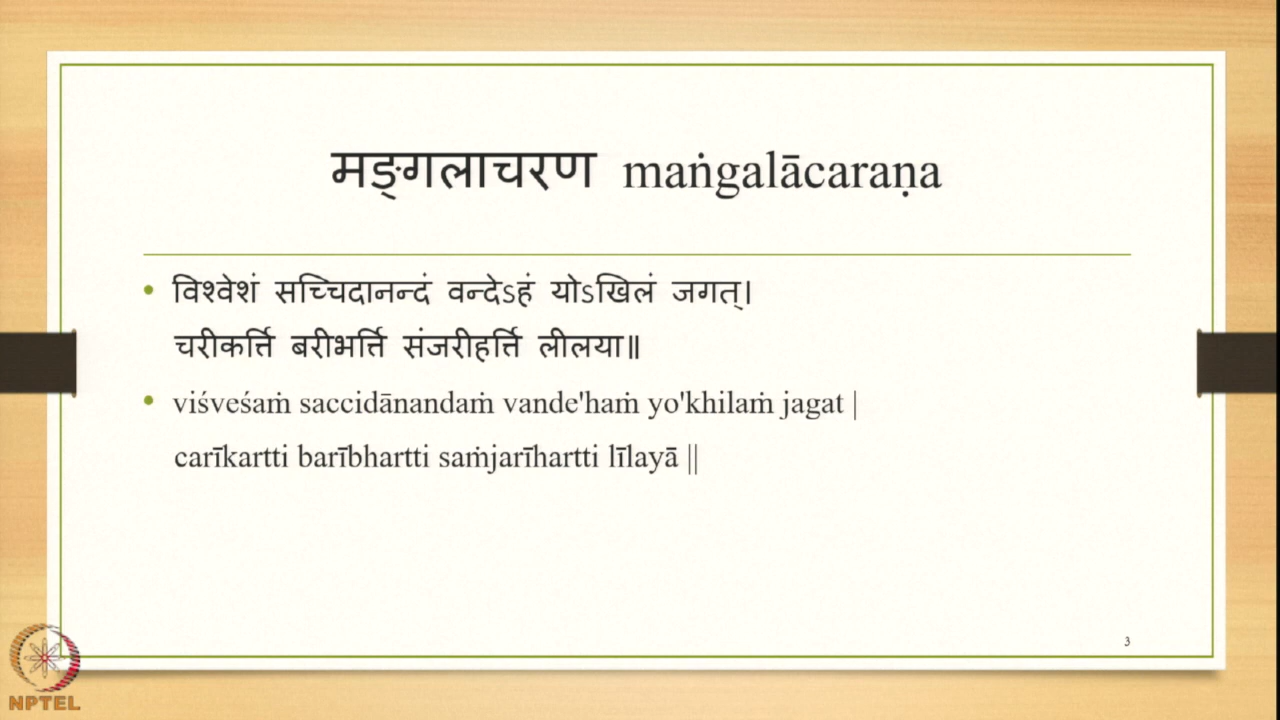 मङ्गलाचरण maṅgalācaraṇa
• विश्वेशं सच्चिदानन्दं वन्देऽहं योऽखिलं जगत्।
चरीकर्त्ति बरीभर्त्ति संजरीहर्त्ति लीलया॥
• viśveśaṁ saccidānandaṁ vande'haṁ yo'khilaṁ jagat |
carīkartti barībhartti saṁjarīhartti līlayā ||
3
NPTEL